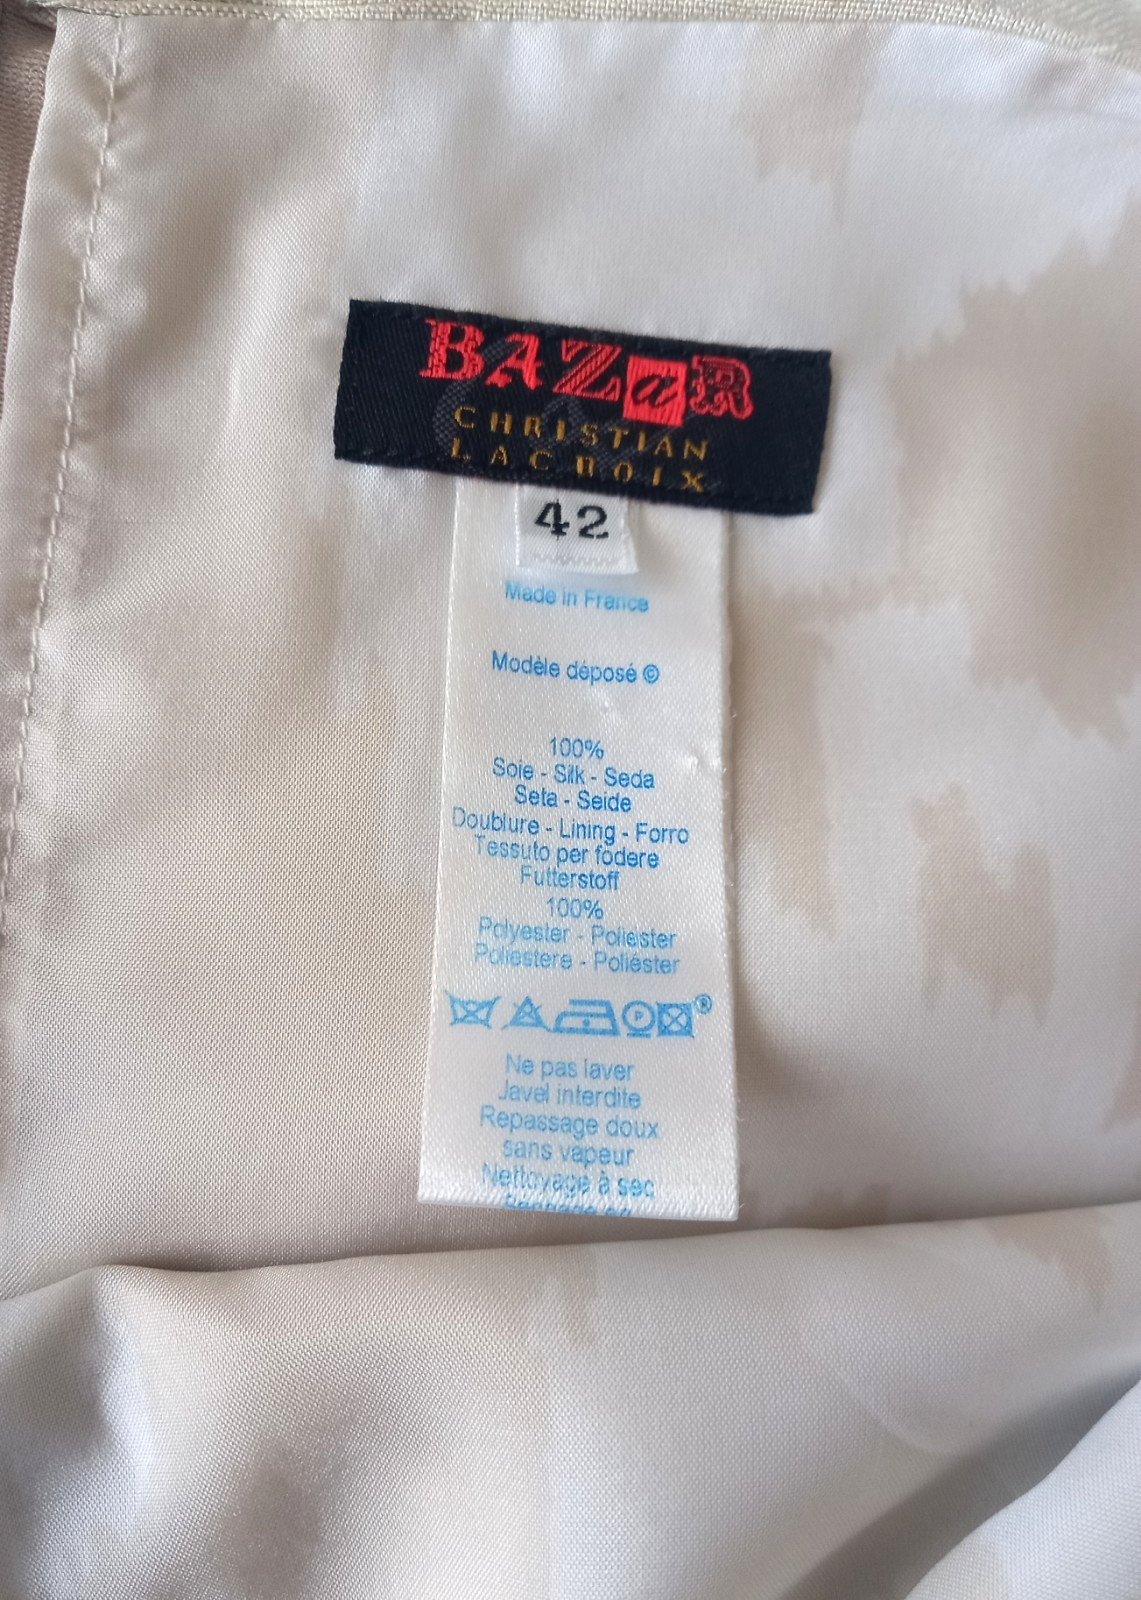 BAZaR
CHRISTIAN
LACROIX
42
Made in France
Modèle déposé ©
100%
Soie - Silk - Seda
Seta - Seide
Doublure - Lining - Forro
Tessuto per fodere
Futterstoff
100%
Polyester - Poliester
Poliestere - Poliéster
P ®
Ne pas laver
Javel interdite
Repassage doux
sans vapeur
Nettoyage à sec